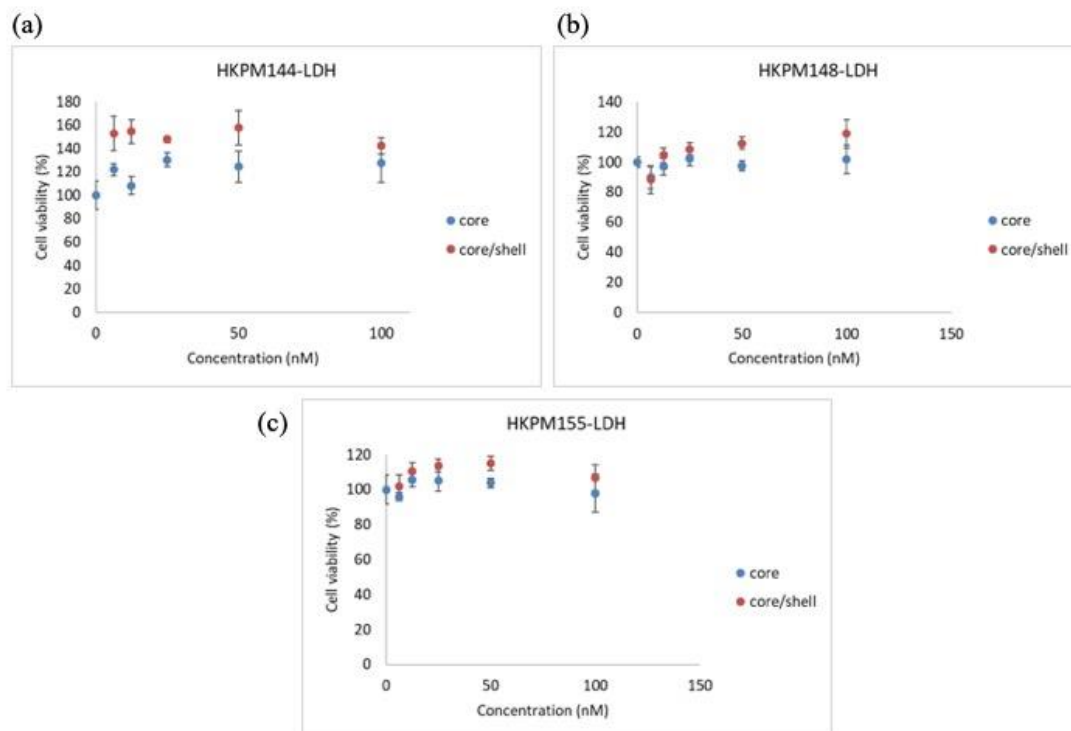 (a)
HKPM144-LDH
Cell viability (%)
180
160
140
120
100
80
60
40
20
0
0 50 100
Concentration (nM)
core
core/shell
(b)
HKPM148-LDH
Cell viability (%)
140
120
100
80
60
40
20
0
0 50 100 150
Concentration (nM)
core
core/shell
(c)
HKPM155-LDH
Cell viability (%)
120
100
80
60
40
20
0
0 50 100 150
Concentration (nM)
core
core/shell